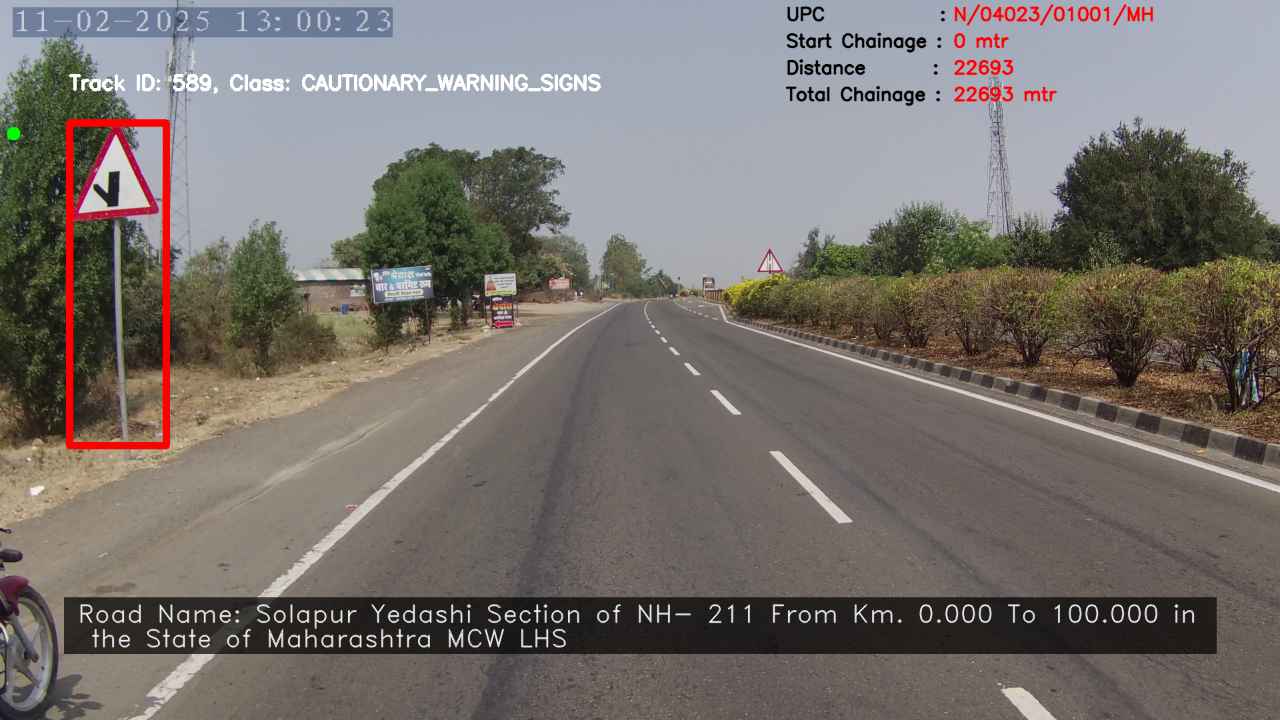 11-02-2025 13:00:23
UPC : N/04023/01001/MH
Start Chainage : 0 mtr
Distance : 22693
Total Chainage : 22693 mtr
Track ID: 589, Class: CAUTIONARY_WARNING_SIGNS
Road Name: Solapur Yedashi Section of NH- 211 From Km. 0.000 To 100.000 in
the State of Maharashtra MCW LHS